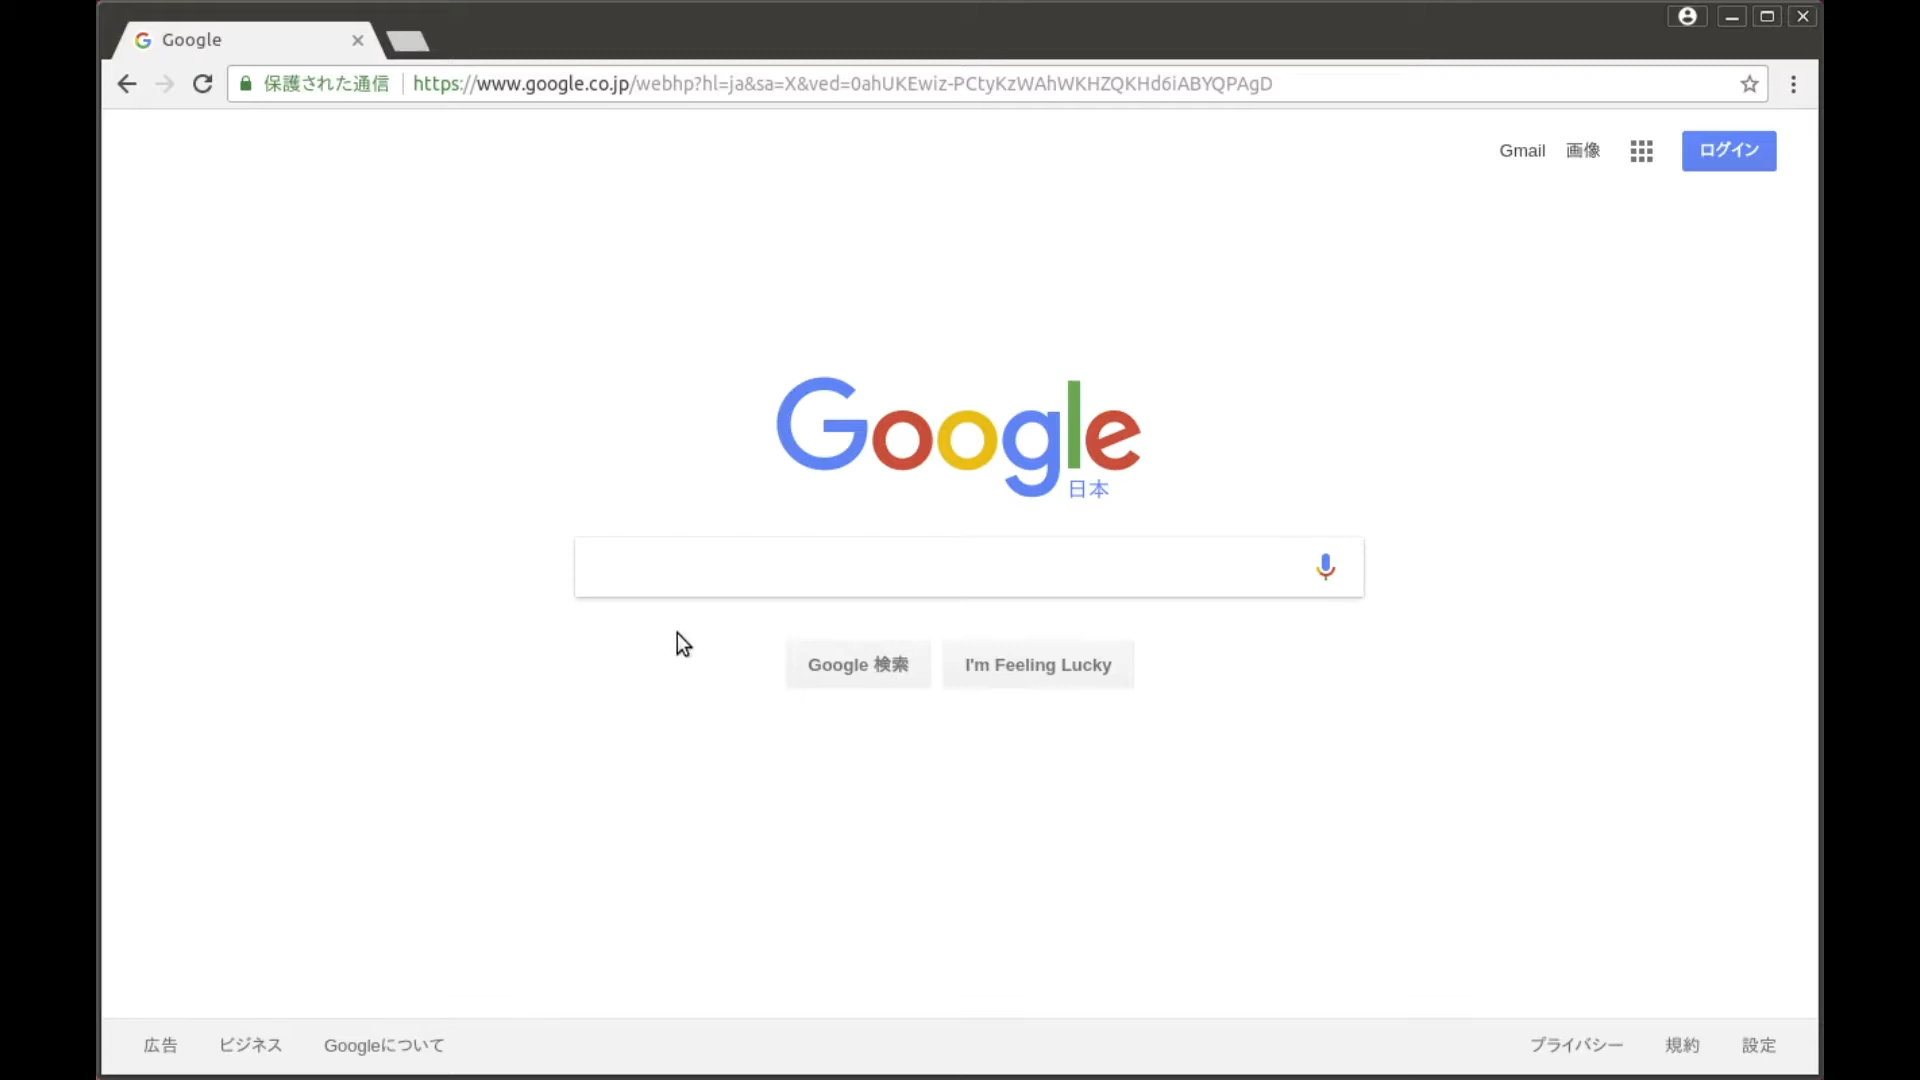 Google
保護された通信 https://www.google.co.jp/webhp?hl=ja&sa=X&ved=0ahUKEwiz-PCtyKzWAhWKHZQKHd6iABYQPAgD
Gmail 画像 ログイン
Google
日本
Google 検索 I'm Feeling Lucky
広告 ビジネス Googleについて プライバシー 規約 設定